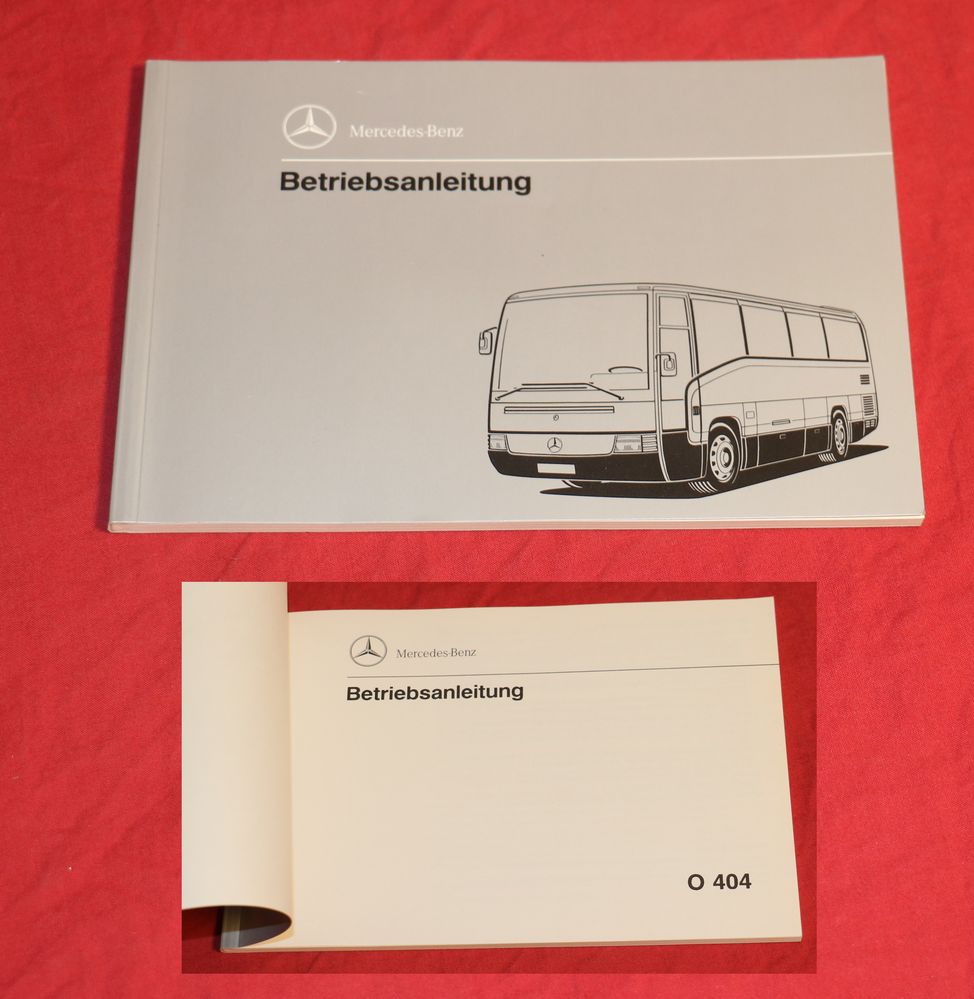 Mercedes-Benz
Betriebsanleitung
Mercedes-Benz
Betriebsanleitung
O 404